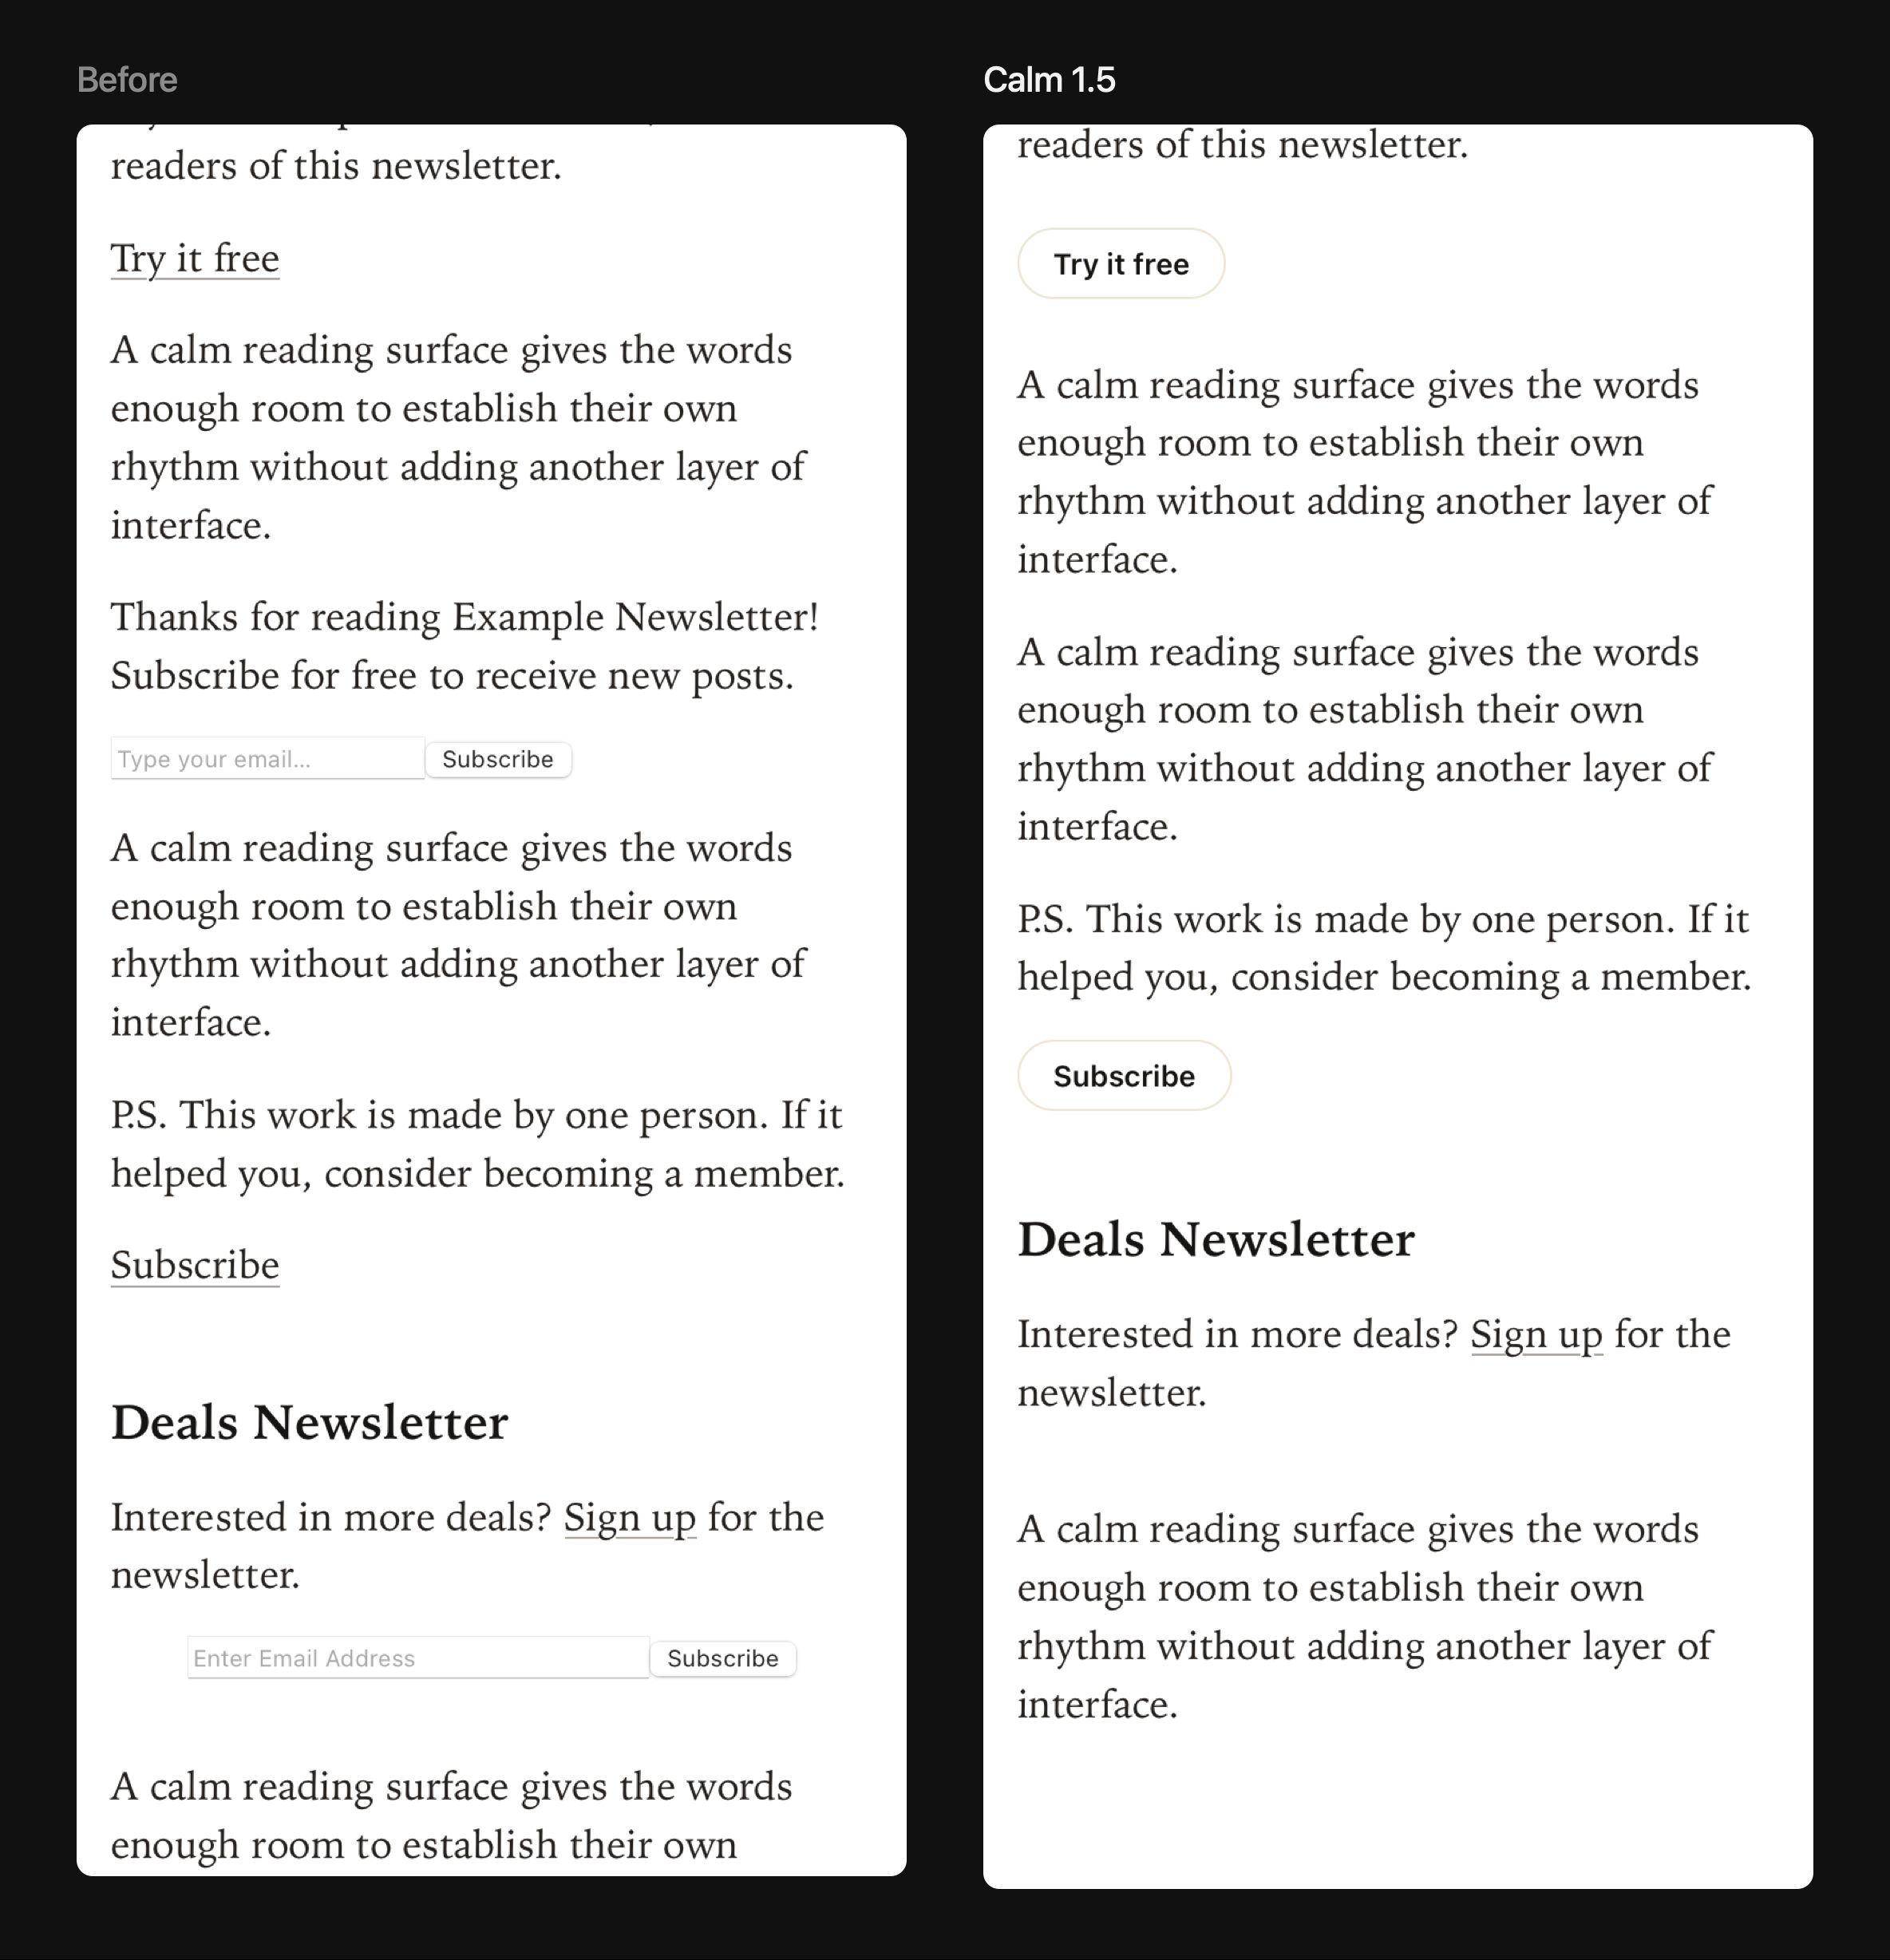 Before
readers of this newsletter.
Try it free
A calm reading surface gives the words
enough room to establish their own
rhythm without adding another layer of
interface.
Thanks for reading Example Newsletter!
Subscribe for free to receive new posts.
Type your email... Subscribe
A calm reading surface gives the words
enough room to establish their own
rhythm without adding another layer of
interface.
P.S. This work is made by one person. If it
helped you, consider becoming a member.
Subscribe
Deals Newsletter
Interested in more deals? Sign up for the
newsletter.
Enter Email Address Subscribe
A calm reading surface gives the words
enough room to establish their own
Calm 1.5
readers of this newsletter.
Try it free
A calm reading surface gives the words
enough room to establish their own
rhythm without adding another layer of
interface.
A calm reading surface gives the words
enough room to establish their own
rhythm without adding another layer of
interface.
P.S. This work is made by one person. If it
helped you, consider becoming a member.
Subscribe
Deals Newsletter
Interested in more deals? Sign up for the
newsletter.
A calm reading surface gives the words
enough room to establish their own
rhythm without adding another layer of
interface.